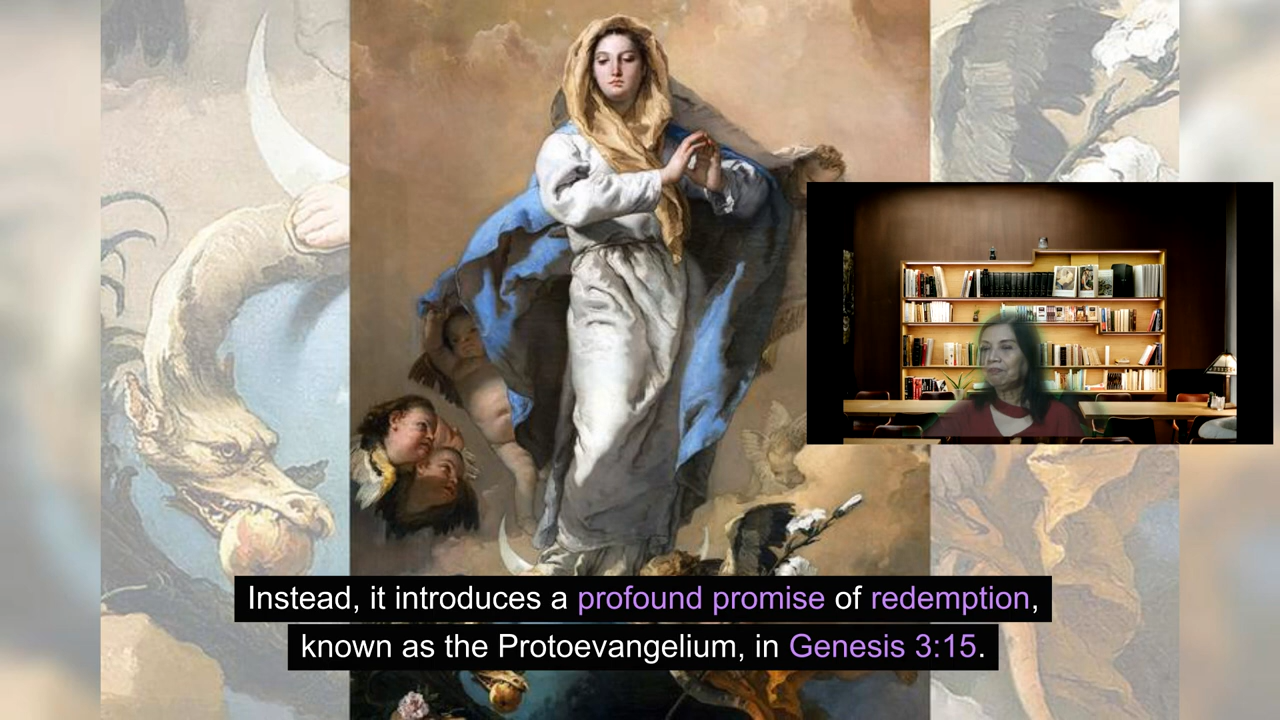 Instead, it introduces a profound promise of redemption,
known as the Protoevangelium, in Genesis 3:15.